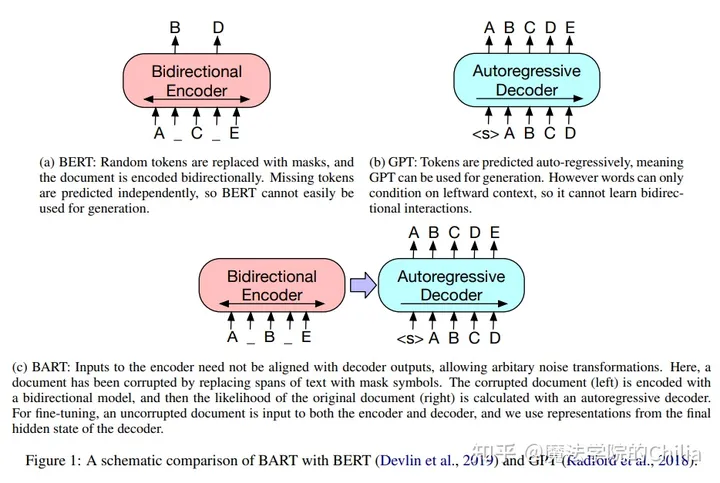 B D
Bidirectional
Encoder
A _ C _ E
(a) BERT: Random tokens are replaced with masks, and
the document is encoded bidirectionally. Missing tokens
are predicted independently, so BERT cannot easily be
used for generation.
A B C D E
Autoregressive
Decoder
<s> A B C D
(b) GPT: Tokens are predicted auto-regressively, meaning
GPT can be used for generation. However words can only
condition on leftward context, so it cannot learn bidirec-
tional interactions.
A B C D E
Bidirectional
Encoder
Autoregressive
Decoder
A _ B _ E
<s> A B C D
(c) BART: Inputs to the encoder need not be aligned with decoder outputs, allowing arbitary noise transformations. Here, a
document has been corrupted by replacing spans of text with mask symbols. The corrupted document (left) is encoded with
a bidirectional model, and then the likelihood of the original document (right) is calculated with an autoregressive decoder.
For fine-tuning, an uncorrupted document is input to both the encoder and decoder, and we use representations from the final
hidden state of the decoder.
Figure 1: A schematic comparison of BART with BERT (Devlin et al., 2019) and GPT (Radford et al., 2018).
知乎 @魔法学院的Chilia